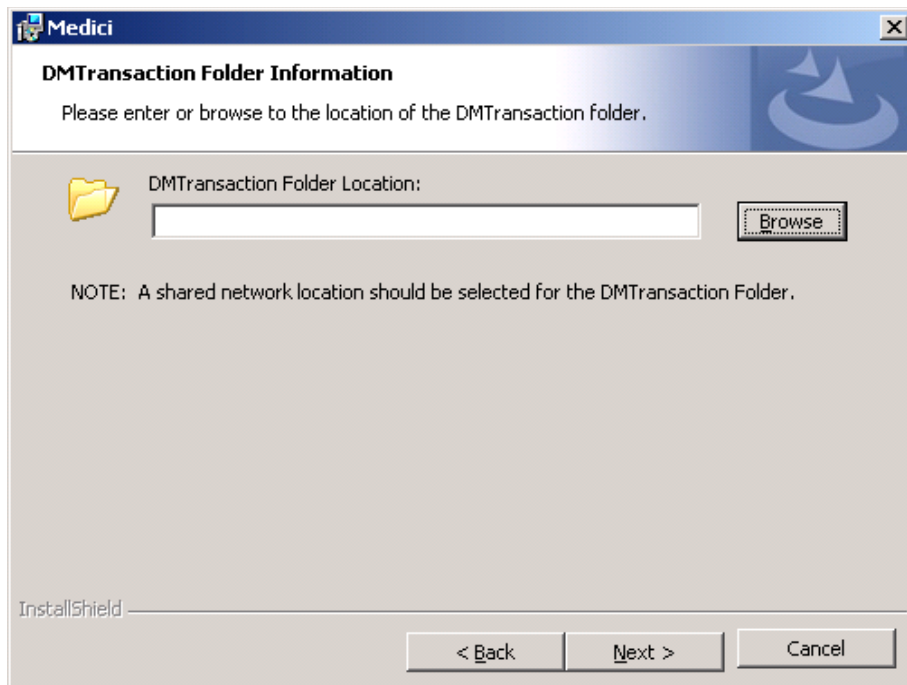 Medici
DMTransaction Folder Information
Please enter or browse to the location of the DMTransaction folder.
DMTransaction Folder Location:
Browse
NOTE: A shared network location should be selected for the DMTransaction Folder.
InstallShield
< Back
Next >
Cancel